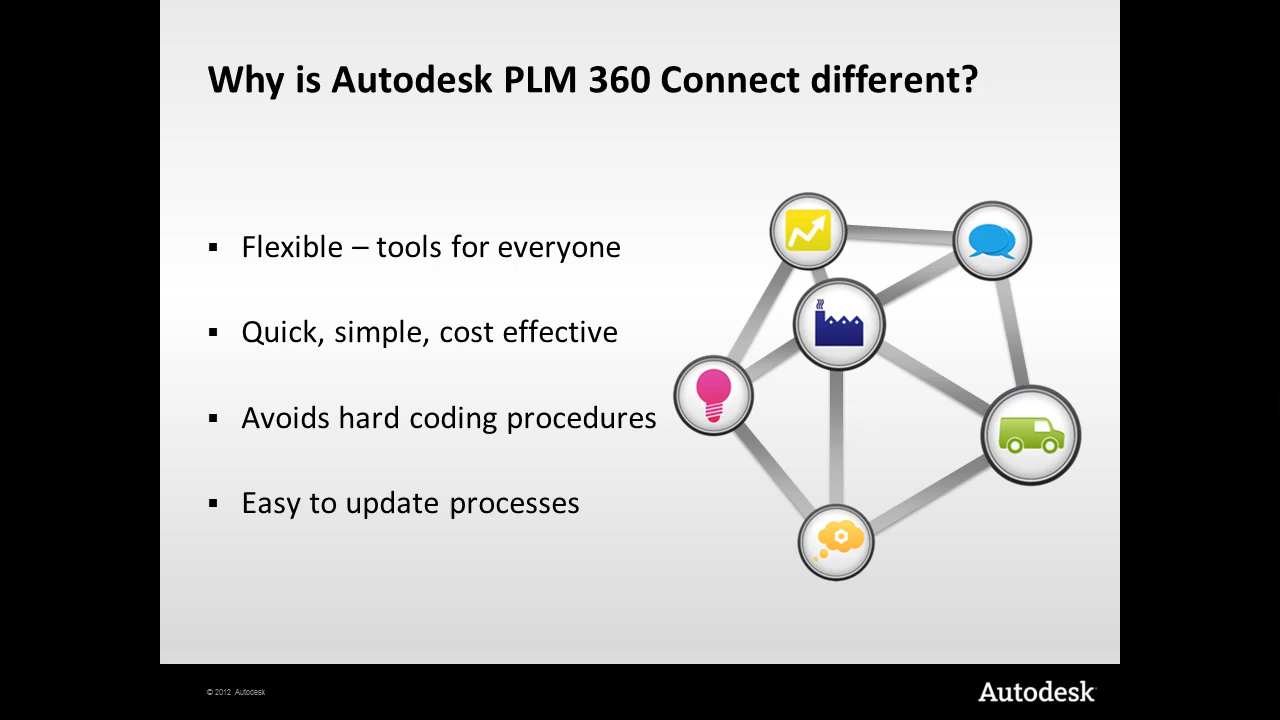 Why is Autodesk PLM 360 Connect different?
▪ Flexible – tools for everyone
▪ Quick, simple, cost effective
▪ Avoids hard coding procedures
▪ Easy to update processes
© 2012 Autodesk
Autodesk